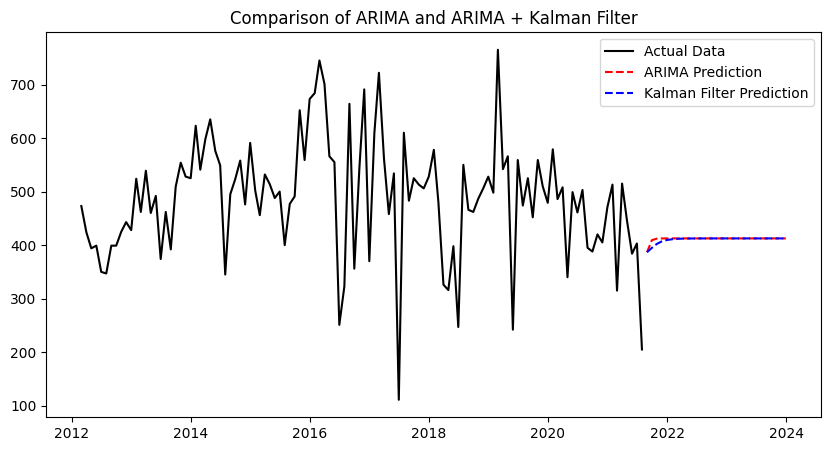 Comparison of ARIMA and ARIMA + Kalman Filter
Actual Data
ARIMA Prediction
Kalman Filter Prediction
700
600
500
400
300
200
100
2012 2014 2016 2018 2020 2022 2024